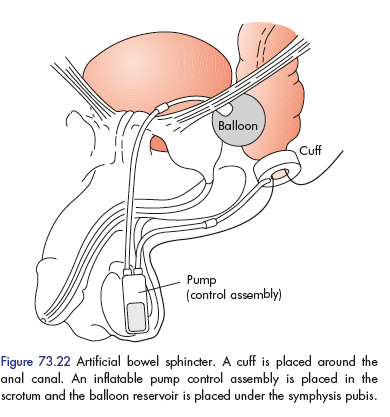 Balloon
Cuff
Pump
(control assembly)
Figure 73.22 Artificial bowel sphincter. A cuff is placed around the
anal canal. An inflatable pump control assembly is placed in the
scrotum and the balloon reservoir is placed under the symphysis pubis.